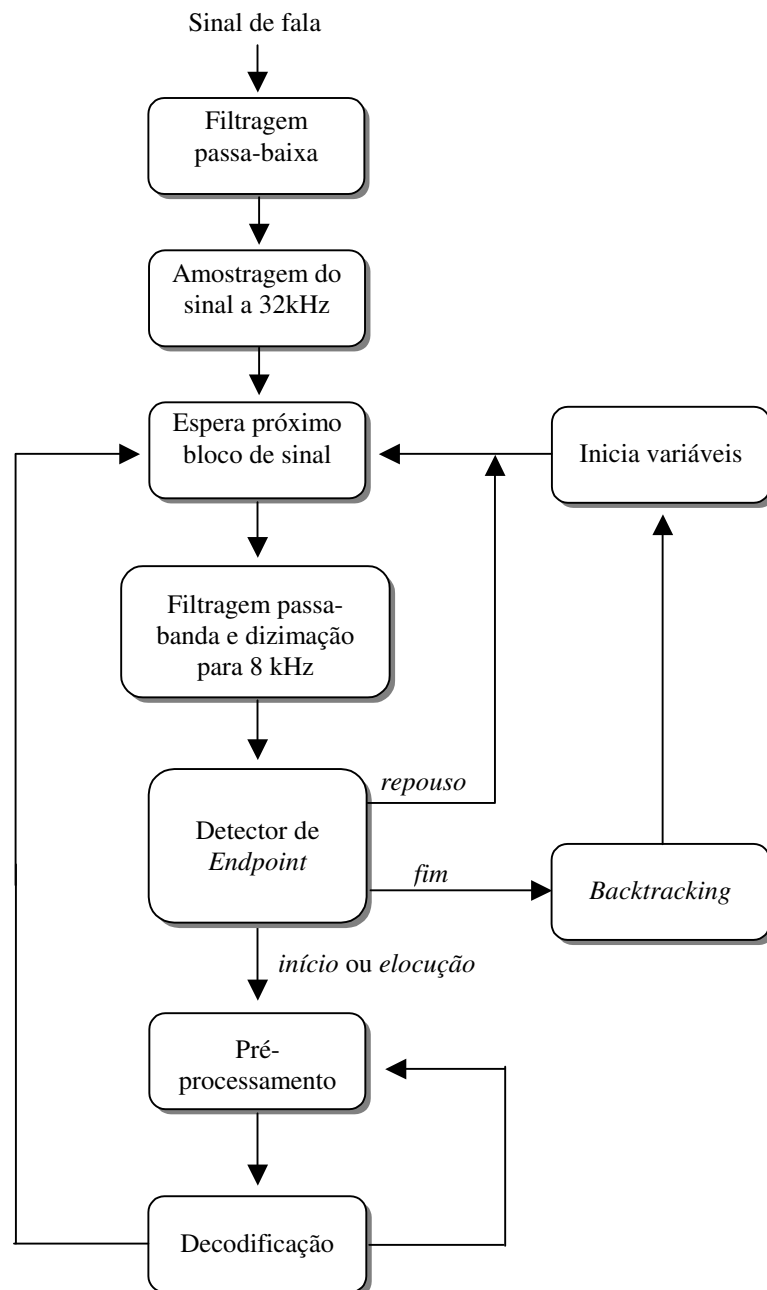 Sinal de fala
Filtragem
passa-baixa
Amostragem do
sinal a 32kHz
Espera próximo
bloco de sinal
Inicia variáveis
Filtragem passa-
banda e dizimação
para 8 kHz
repouso
Detector de
Endpoint
fim
Backtracking
início ou elocução
Pré-
processamento
Decodificação